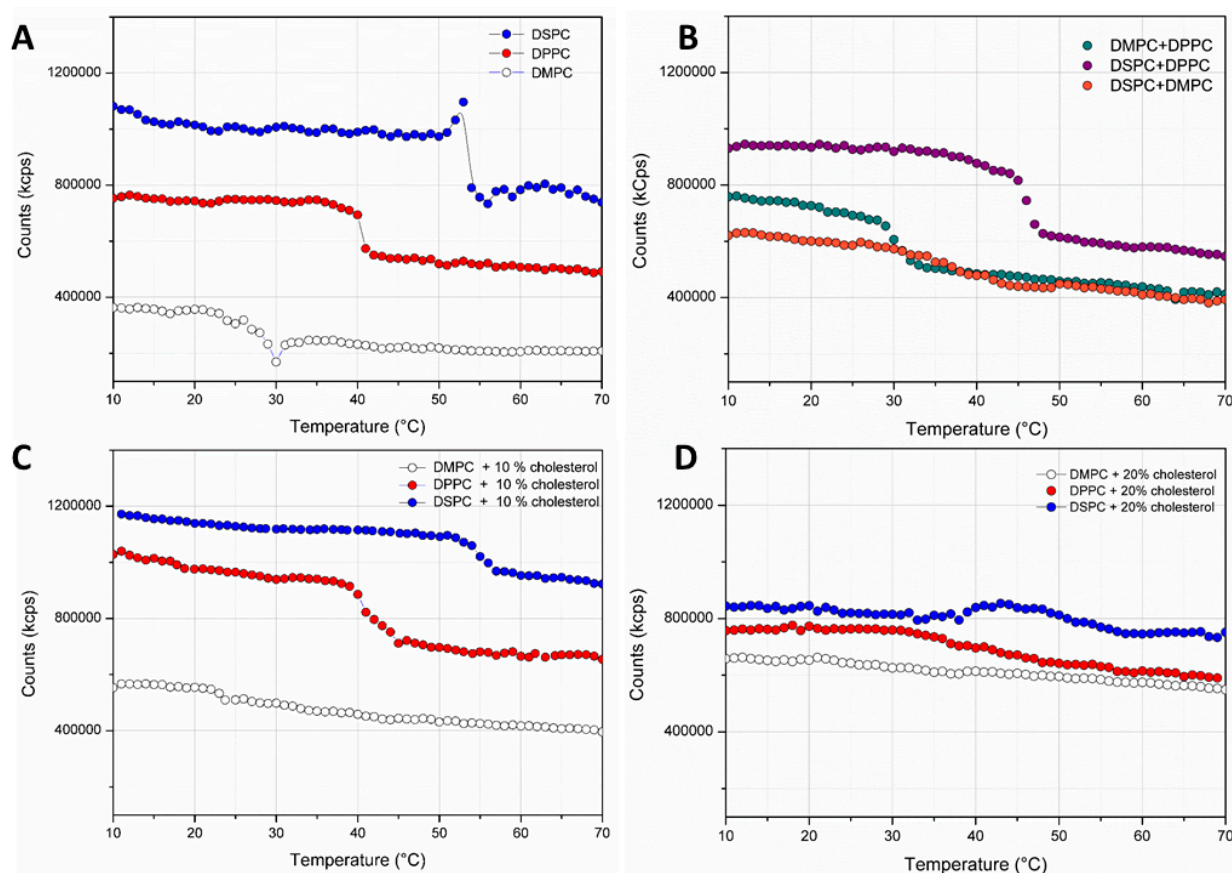 A
DSPC
DPPC
DMPC
1200000
800000
400000
Counts (kcps)
10 20 30 40 50 60 70
Temperature (°C)
B
DMPC+DPPC
DSPC+DPPC
DSPC+DMPC
1200000
800000
400000
Counts (kCps)
10 20 30 40 50 60 70
Temperature (°C)
C
DMPC + 10 % cholesterol
DPPC + 10 % cholesterol
DSPC + 10 % cholesterol
1200000
800000
400000
Counts (kcps)
10 20 30 40 50 60 70
Temperature (°C)
D
DMPC + 20% cholesterol
DPPC + 20% cholesterol
DSPC + 20% cholesterol
1200000
800000
400000
Counts (kcps)
10 20 30 40 50 60 70
Temperature (°C)